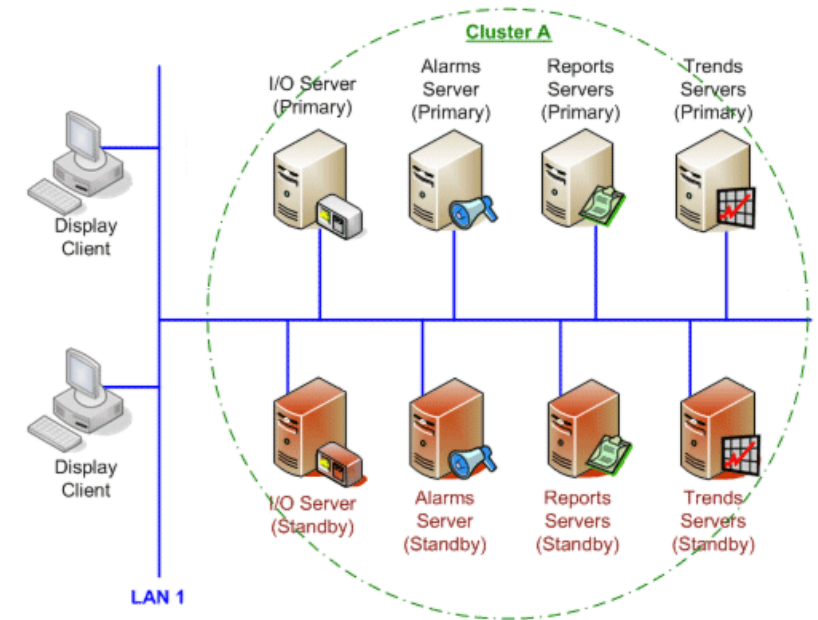 Cluster A
I/O Server
(Primary)
Alarms
Server
(Primary)
Reports
Servers
(Primary)
Trends
Servers
(Primary)
Display
Client
Display
Client
I/O Server
(Standby)
Alarms
Server
(Standby)
Reports
Servers
(Standby)
Trends
Servers
(Standby)
LAN 1